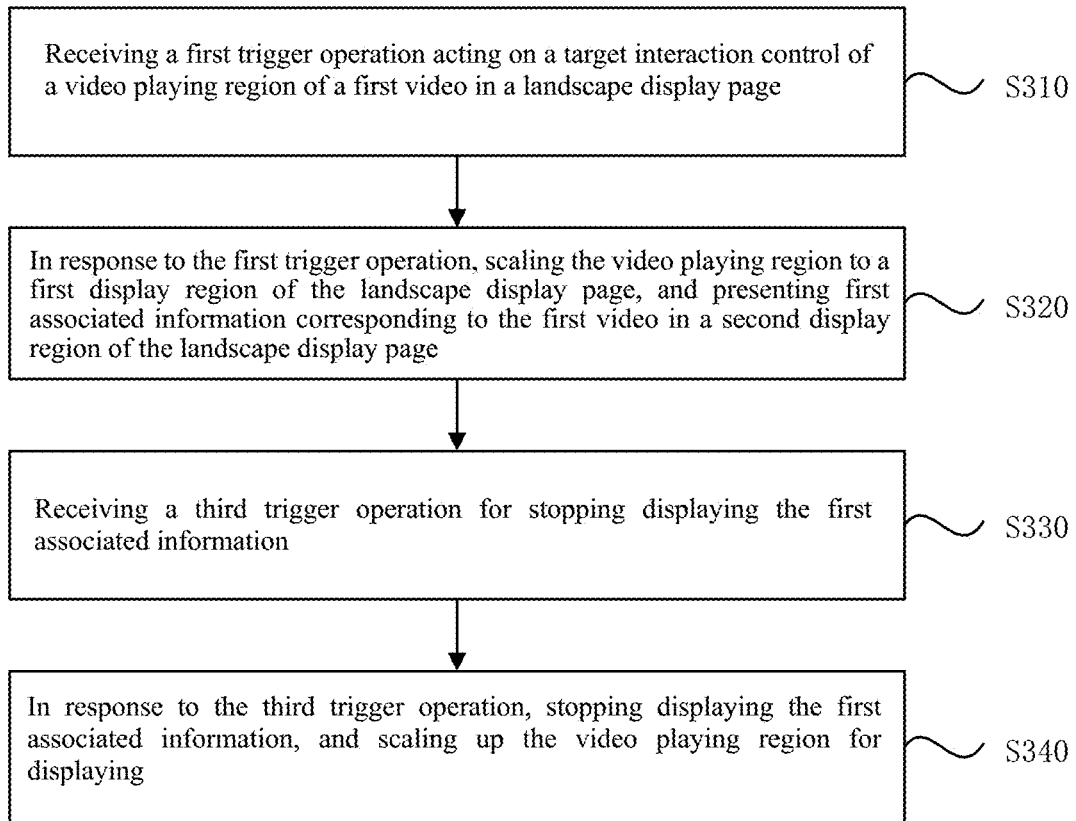 Receiving a first trigger operation acting on a target interaction control of
a video playing region of a first video in a landscape display page
S310
In response to the first trigger operation, scaling the video playing region to a
first display region of the landscape display page, and presenting first
associated information corresponding to the first video in a second display
region of the landscape display page
S320
Receiving a third trigger operation for stopping displaying the first
associated information
S330
In response to the third trigger operation, stopping displaying the first
associated information, and scaling up the video playing region for
displaying
S340